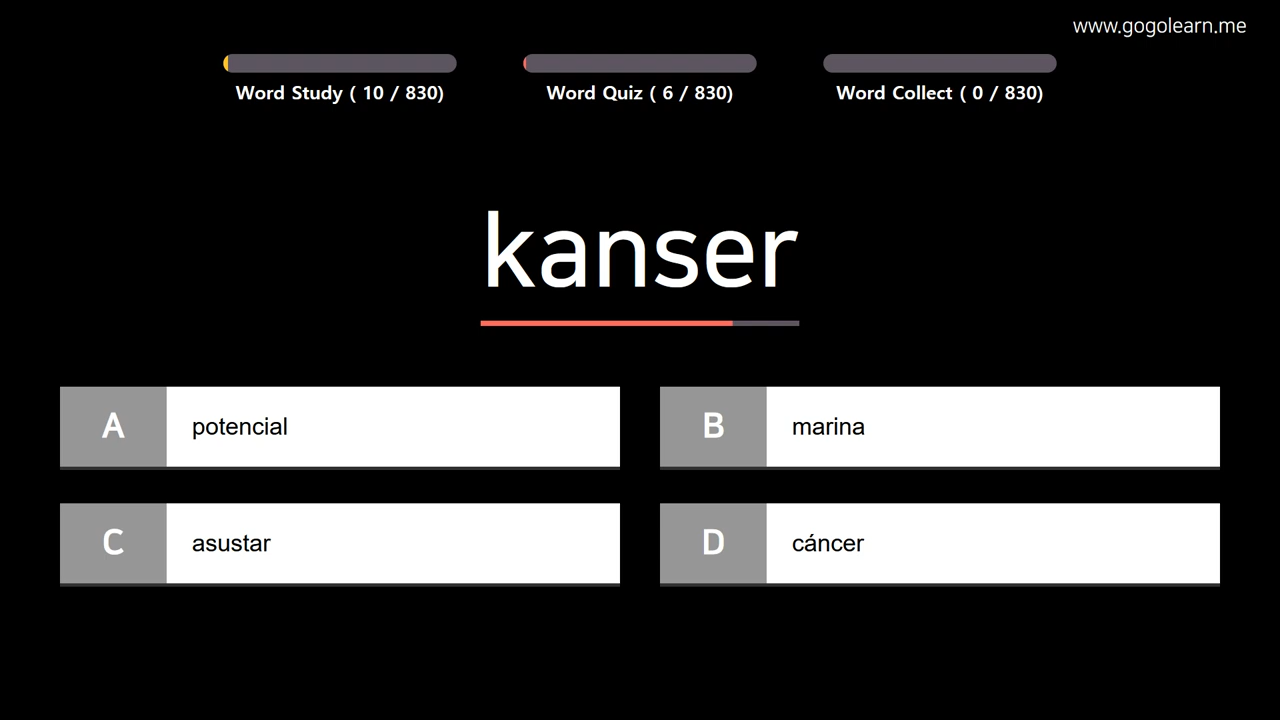 www.gogolearn.me
Word Study ( 10 / 830)
Word Quiz ( 6 / 830)
Word Collect ( 0 / 830)
kanser
A potencial
B marina
C asustar
D cáncer